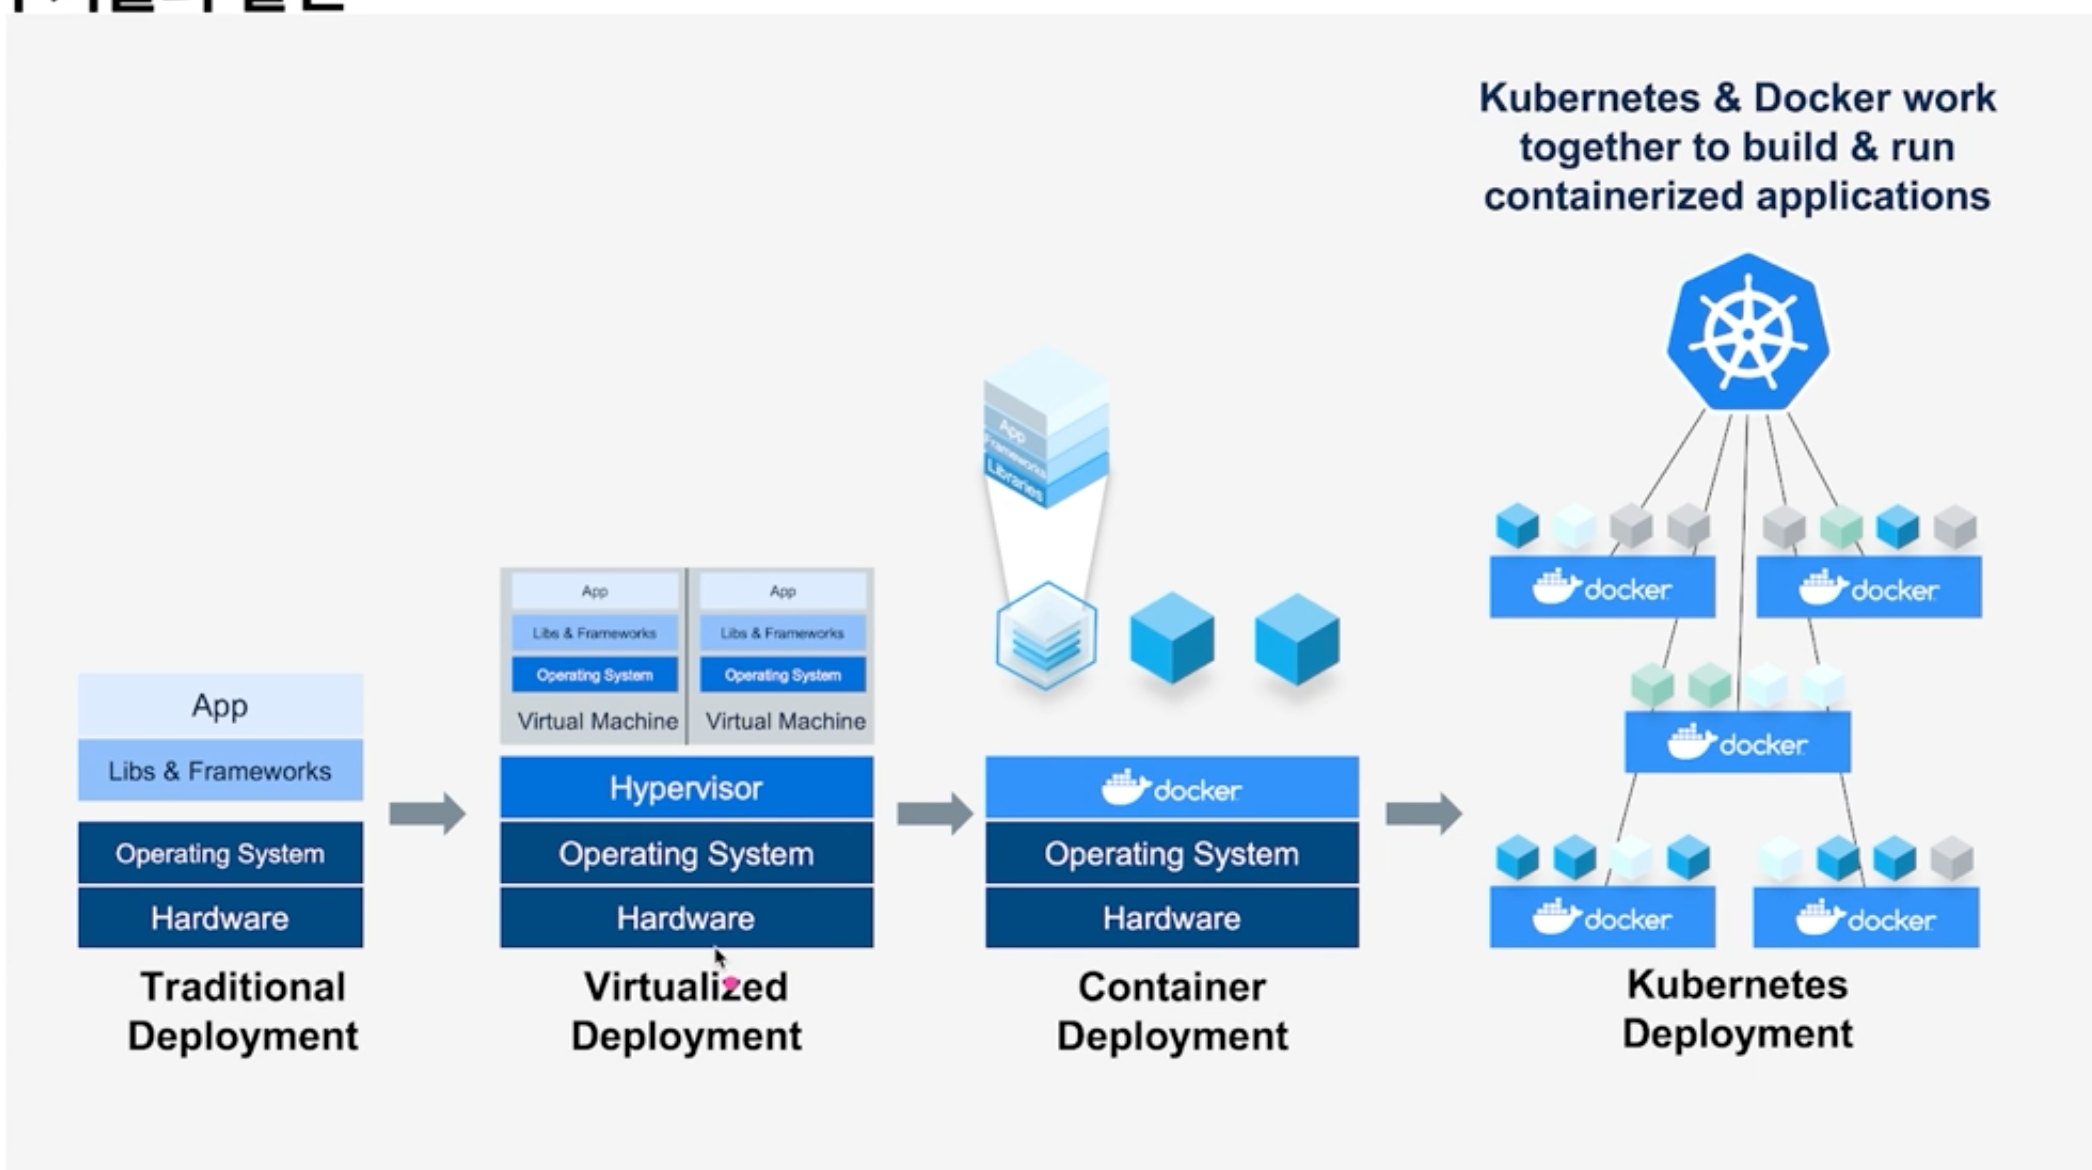 Kubernetes & Docker work
together to build & run
containerized applications
App
Libs & Frameworks
Operating System
Hardware
Traditional
Deployment
App
Libs & Frameworks
Operating System
Virtual Machine
App
Libs & Frameworks
Operating System
Virtual Machine
Hypervisor
Operating System
Hardware
Virtualized
Deployment
App
Frameworks
Libraries
docker
Operating System
Hardware
Container
Deployment
docker
docker
docker
docker
docker
Kubernetes
Deployment